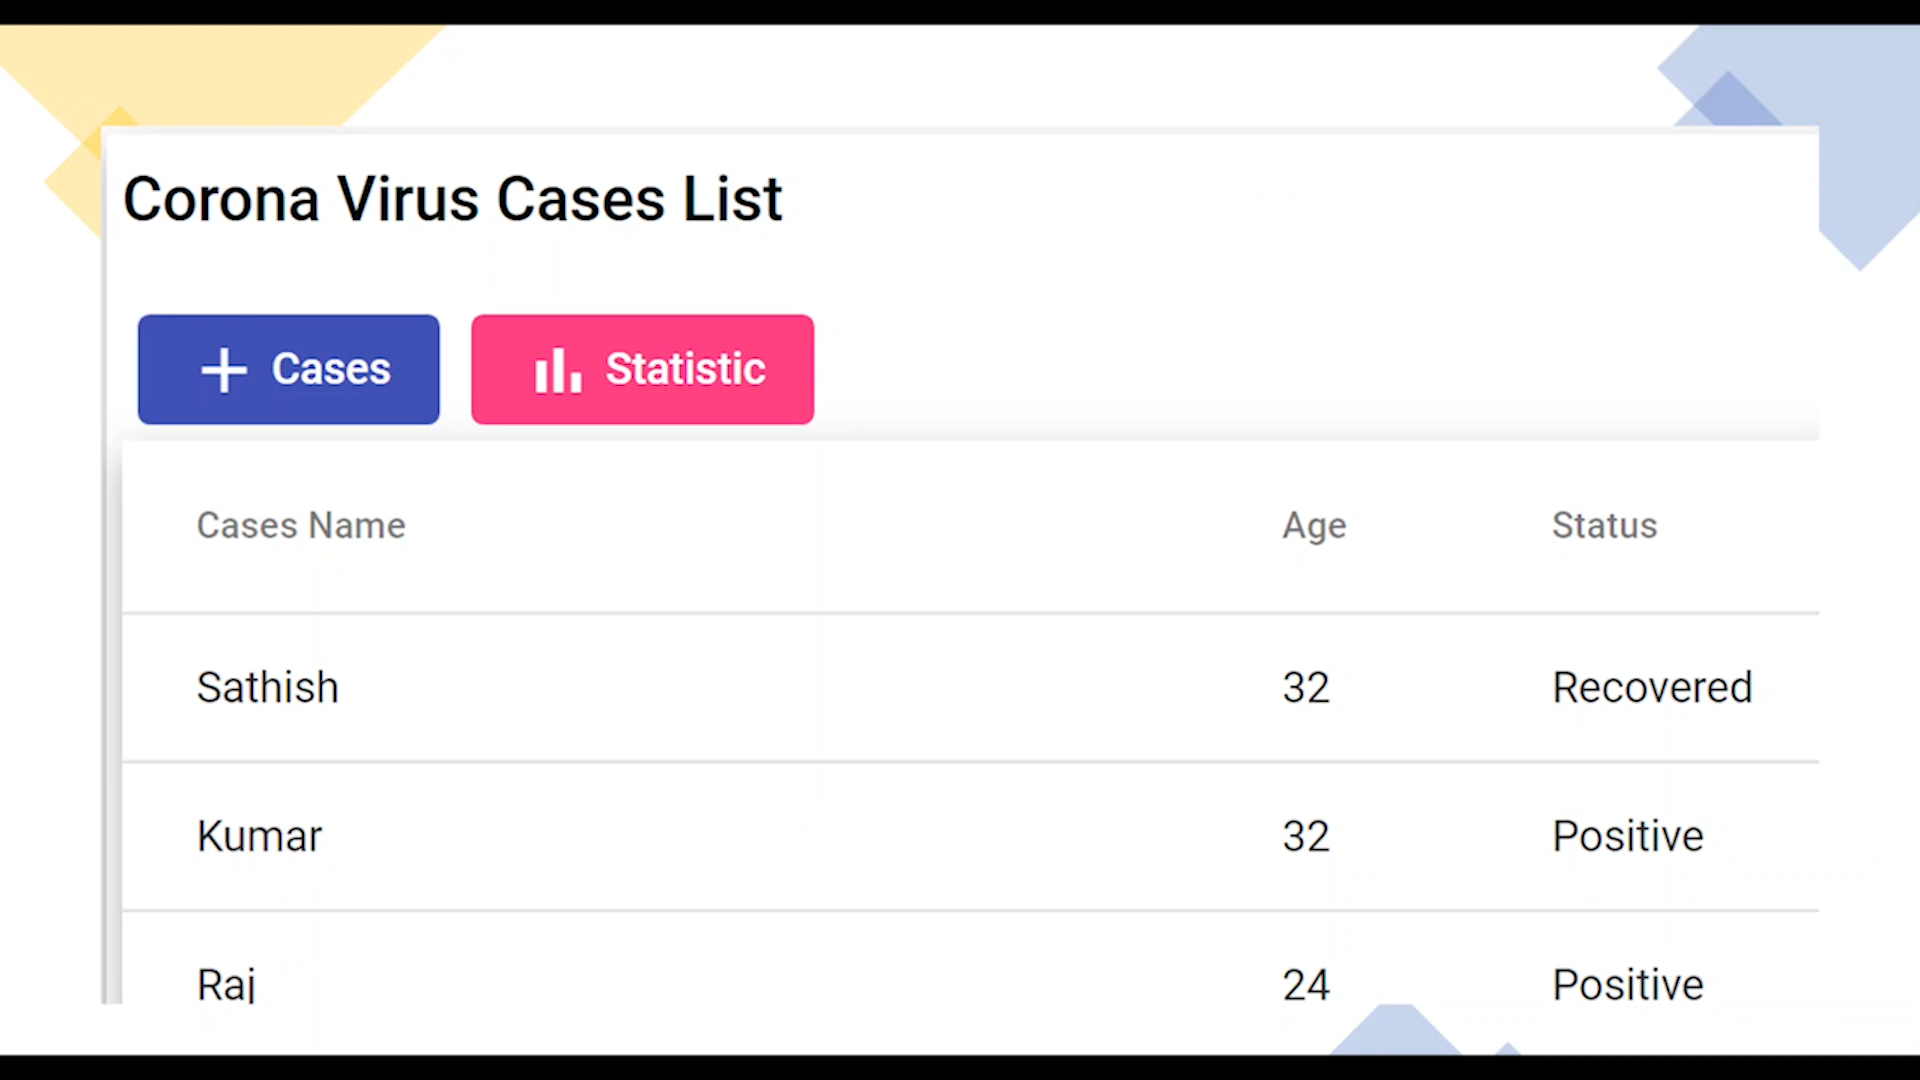 Corona Virus Cases List
Cases Statistic
Cases Name Age Status
Sathish 32 Recovered
Kumar 32 Positive
Raj 24 Positive